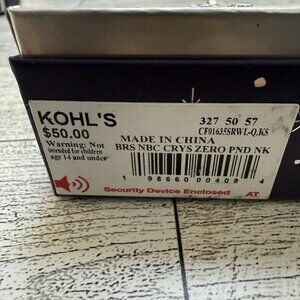 KOHL'S
$50.00
Warning: Not
intended for children
age 14 and under
327 50 57
CF01635SRWL-Q.KS
MADE IN CHINA
BRS NBC CRYS ZERO PND NK
1 98660 00408 4
Security Device Enclosed AT